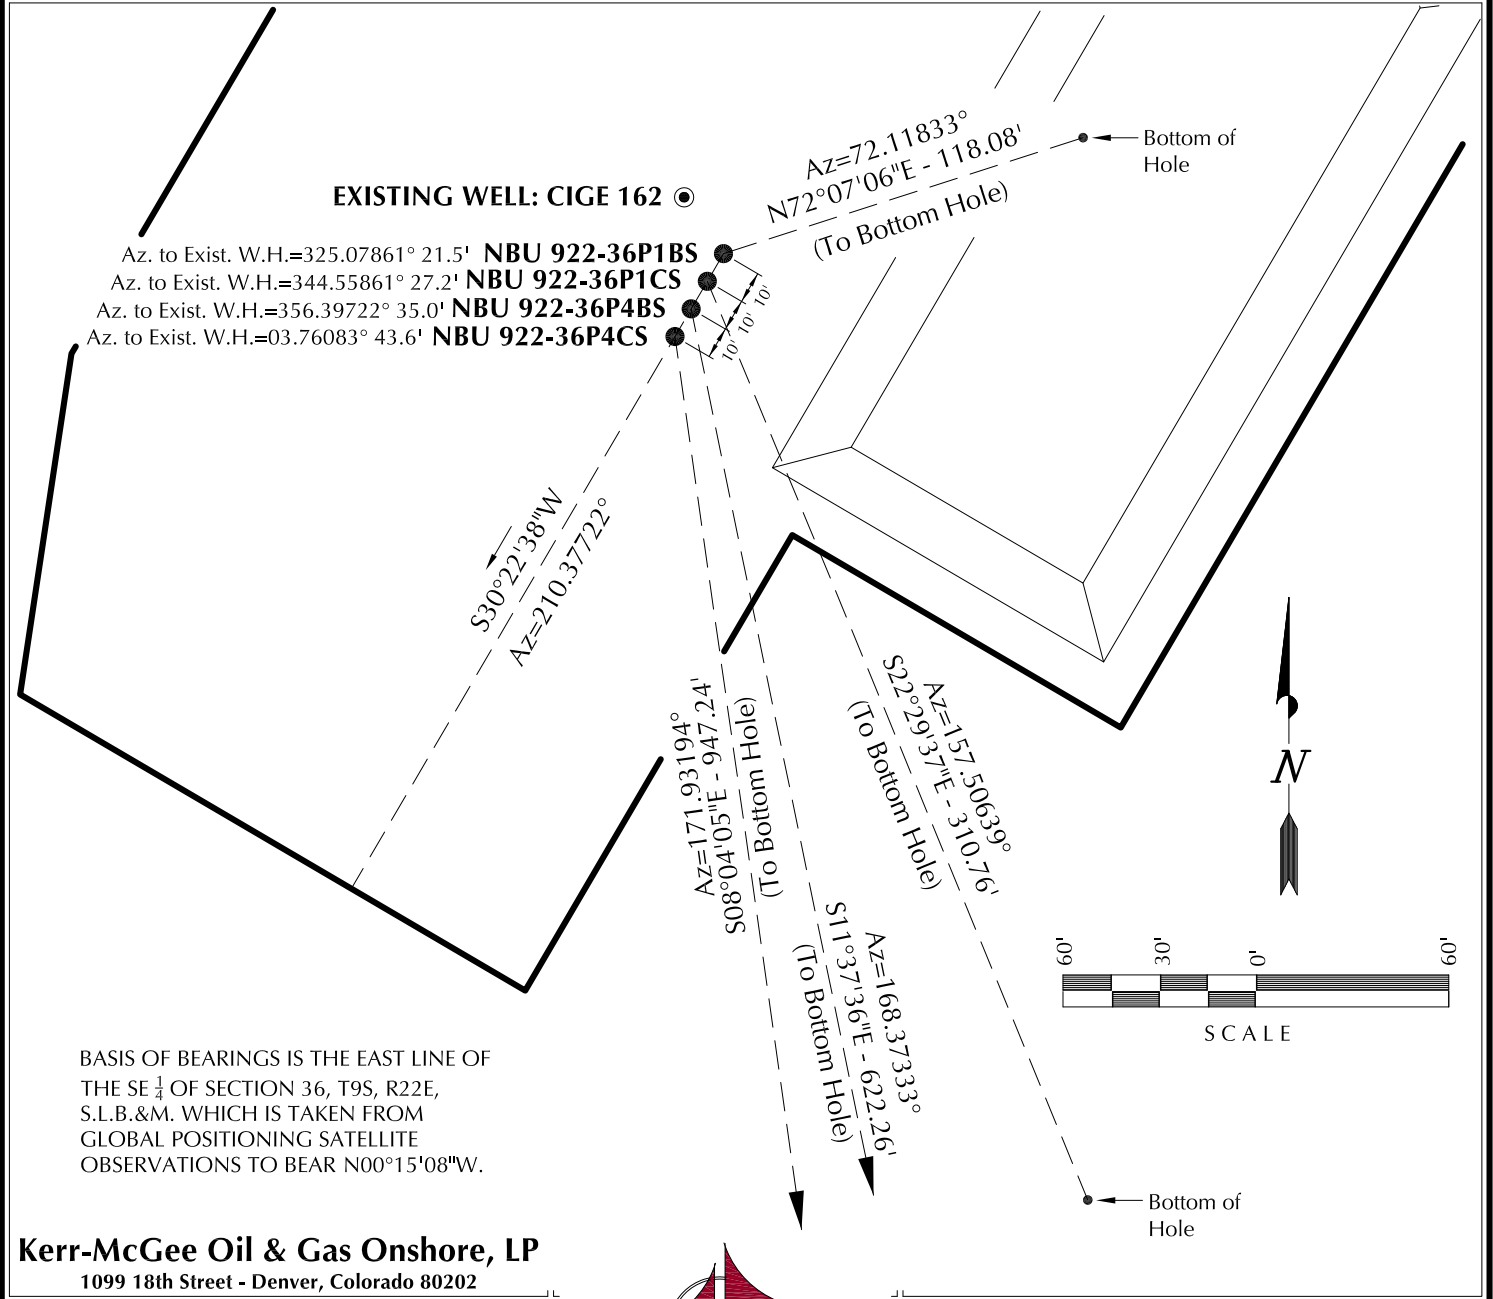 Az=72.11833°
N72°07'06"E - 118.08'
(To Bottom Hole)
Bottom of
Hole
EXISTING WELL: CIGE 162
Az. to Exist. W.H.=325.07861° 21.5' NBU 922-36P1BS
Az. to Exist. W.H.=344.55861° 27.2' NBU 922-36P1CS
Az. to Exist. W.H.=356.39722° 35.0' NBU 922-36P4BS
Az. to Exist. W.H.=03.76083° 43.6' NBU 922-36P4CS
10'
10'
10'
S30°22'38"W
Az=210.37722°
Az=171.93194°
S08°04'05"E - 947.24'
(To Bottom Hole)
Az=168.37333°
S11°37'36"E - 622.26'
(To Bottom Hole)
Az=157.50639°
S22°29'37"E - 310.76'
(To Bottom Hole)
N
60' 30' 0' 60'
SCALE
BASIS OF BEARINGS IS THE EAST LINE OF
THE SE 1/4 OF SECTION 36, T9S, R22E,
S.L.B.&M. WHICH IS TAKEN FROM
GLOBAL POSITIONING SATELLITE
OBSERVATIONS TO BEAR N00°15'08"W.
Bottom of
Hole
Kerr-McGee Oil & Gas Onshore, LP
1099 18th Street - Denver, Colorado 80202